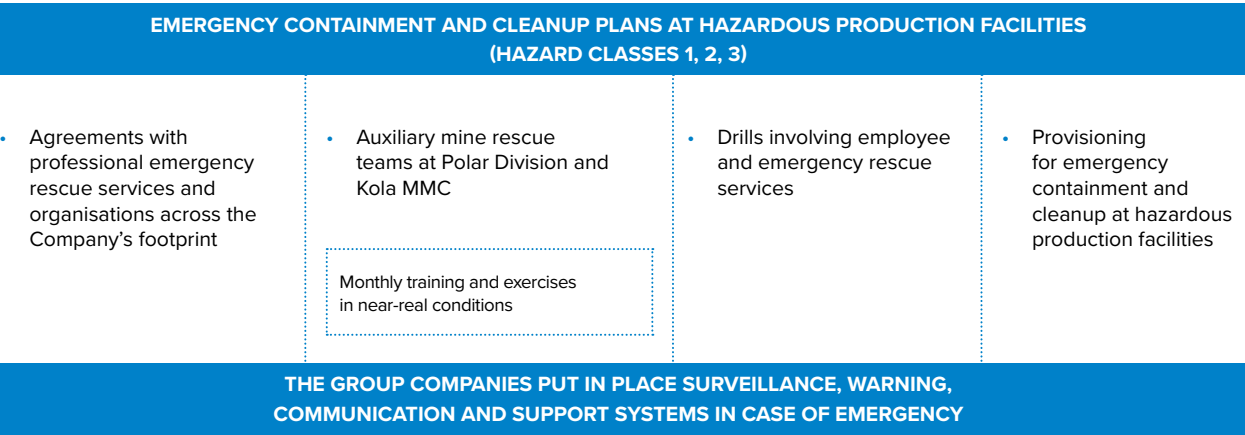 EMERGENCY CONTAINMENT AND CLEANUP PLANS AT HAZARDOUS PRODUCTION FACILITIES
(HAZARD CLASSES 1, 2, 3)
• Agreements with
professional emergency
rescue services and
organisations across the
Company’s footprint
• Auxiliary mine rescue
teams at Polar Division and
Kola MMC
Monthly training and exercises
in near-real conditions
• Drills involving employee
and emergency rescue
services
• Provisioning
for emergency
containment and
cleanup at hazardous
production facilities
THE GROUP COMPANIES PUT IN PLACE SURVEILLANCE, WARNING,
COMMUNICATION AND SUPPORT SYSTEMS IN CASE OF EMERGENCY